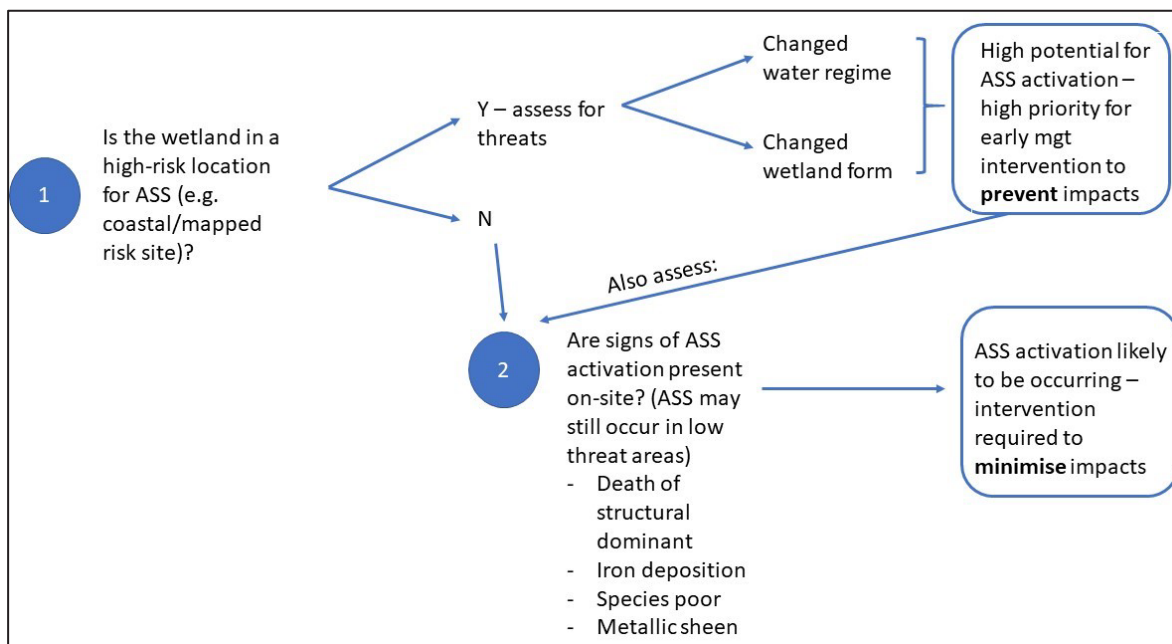 1
Is the wetland in a
high-risk location
for ASS (e.g.
coastal/mapped
risk site)?
Y – assess for
threats
N
Changed
water regime
Changed
wetland form
High potential for
ASS activation –
high priority for
early mgt
intervention to
prevent impacts
Also assess:
2
Are signs of ASS
activation present
on-site? (ASS may
still occur in low
threat areas)
- Death of
structural
dominant
- Iron deposition
- Species poor
- Metallic sheen
ASS activation likely
to be occurring –
intervention
required to
minimise impacts